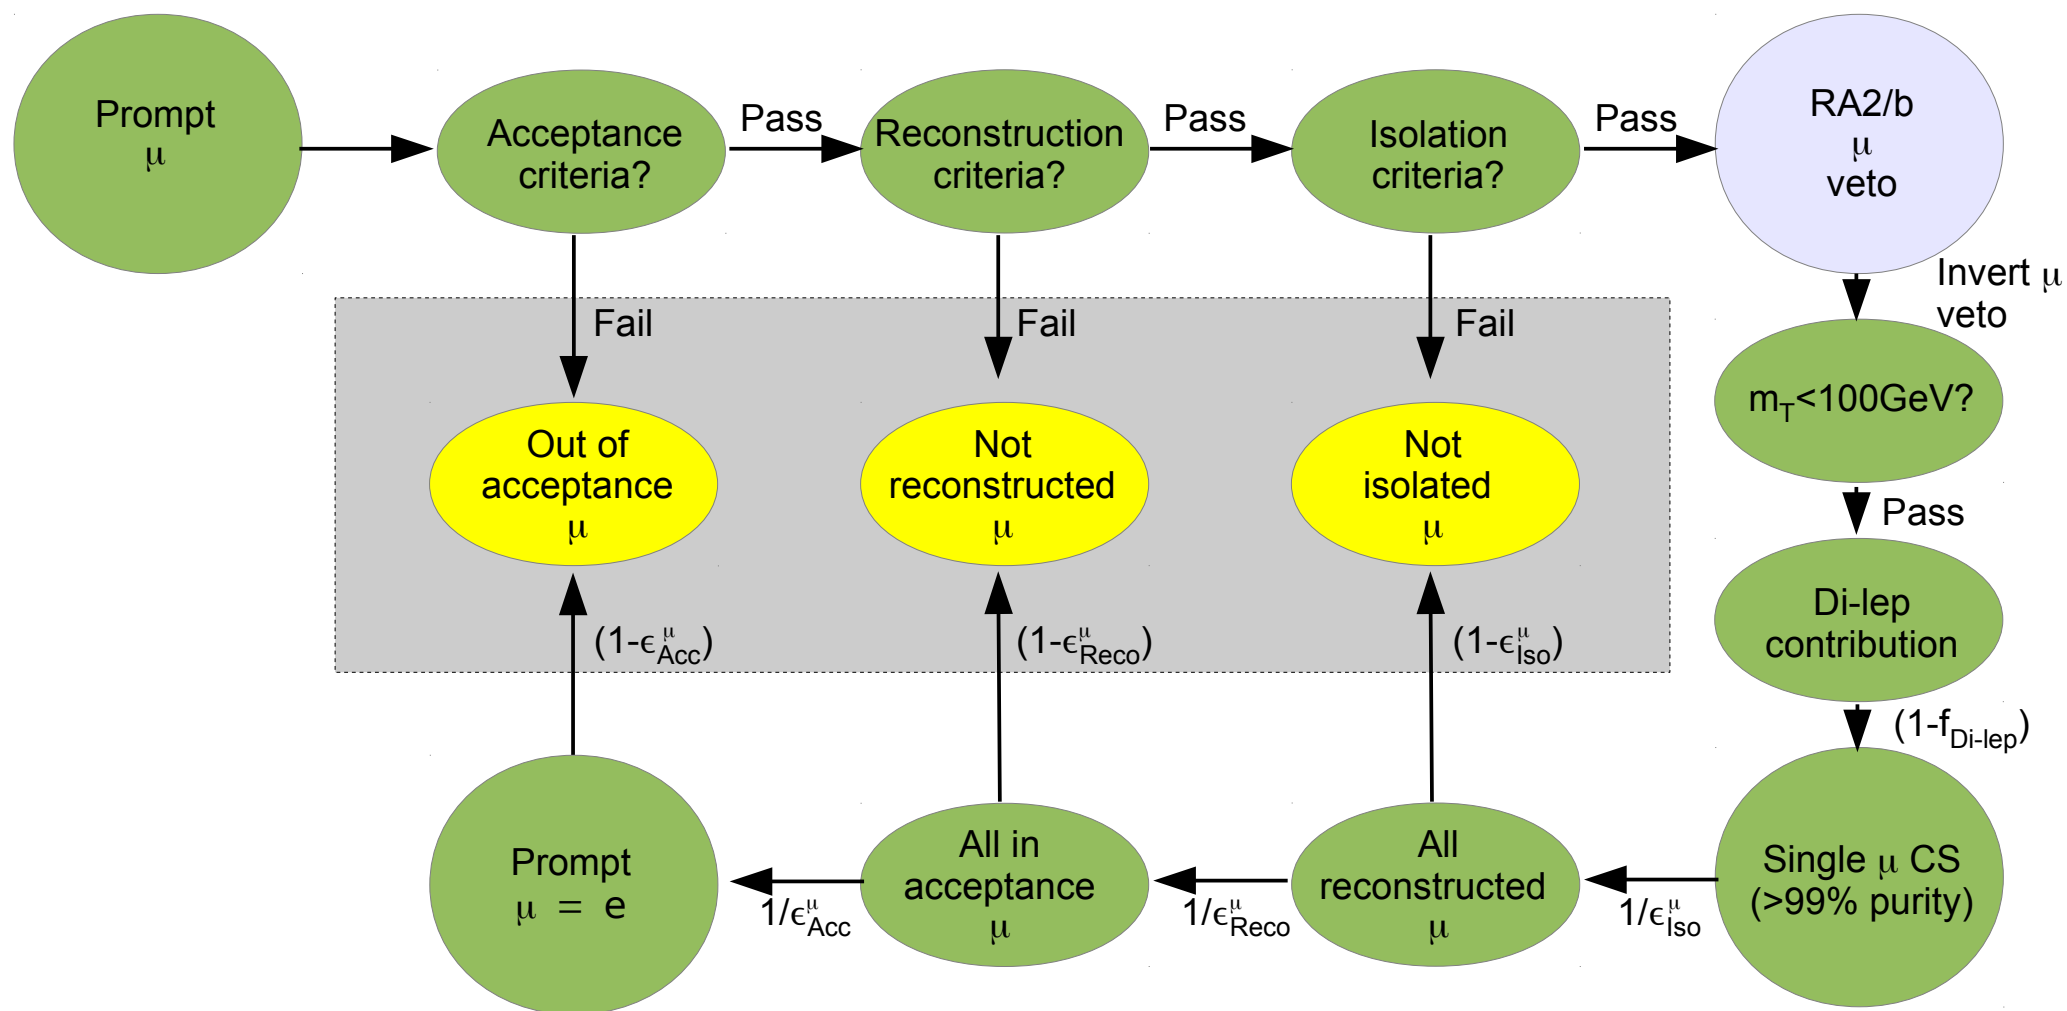 Prompt
μ
Acceptance
criteria?
Pass
Reconstruction
criteria?
Pass
Isolation
criteria?
Pass
RA2/b
μ
veto
Invert μ
veto
Fail
Fail
Fail
m_T<100GeV?
Out of
acceptance
μ
Not
reconstructed
μ
Not
isolated
μ
Pass
Di-lep
contribution
(1-ϵ^μ_Acc)
(1-ϵ^μ_Reco)
(1-ϵ^μ_Iso)
(1-f_Di-lep)
Prompt
μ = e
1/ϵ^μ_Acc
All in
acceptance
μ
1/ϵ^μ_Reco
All
reconstructed
μ
1/ϵ^μ_Iso
Single μ CS
(>99% purity)